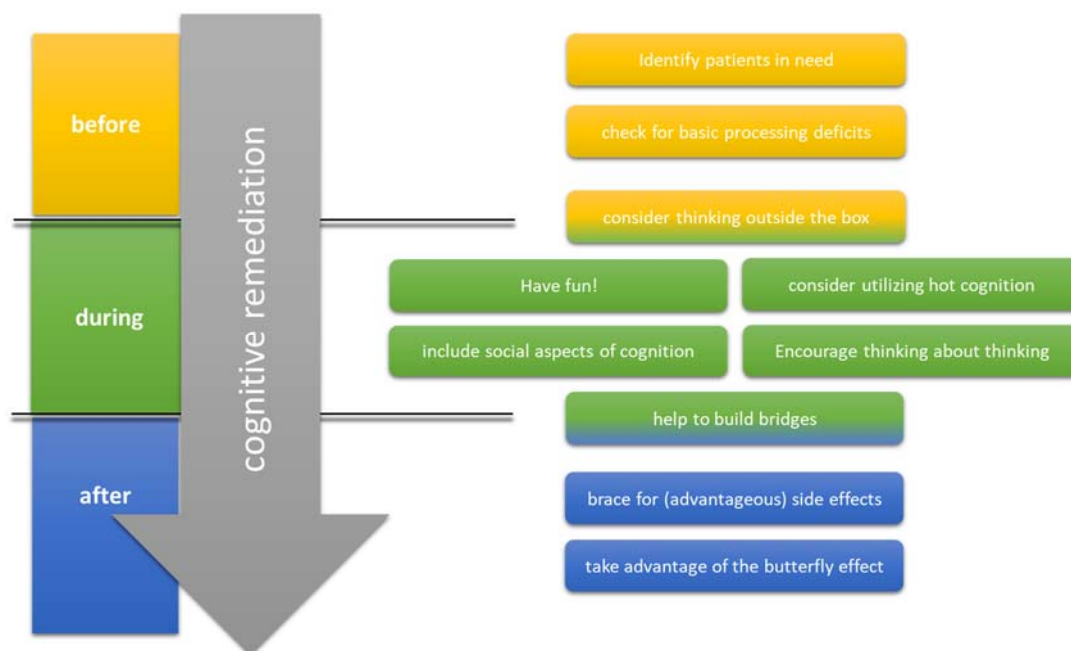 before
during
after
cognitive remediation
Identify patients in need
check for basic processing deficits
consider thinking outside the box
Have fun!
consider utilizing hot cognition
include social aspects of cognition
Encourage thinking about thinking
help to build bridges
brace for (advantageous) side effects
take advantage of the butterfly effect